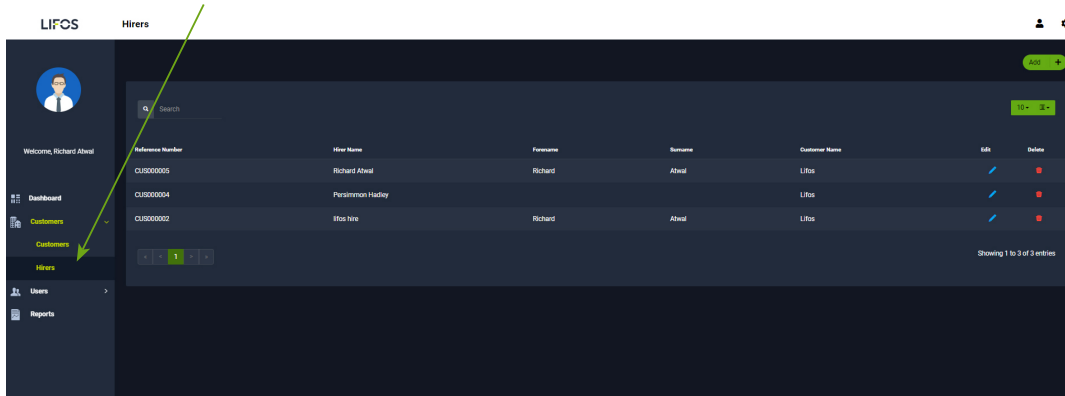 LIFOS
Hirers
Add +
Search
10
Welcome, Richard Atwal
Reference Number Hirer Name Forename Surname Customer Name Edit Delete
CUS000005 Richard Atwal Richard Atwal Lifos
CUS000004 Persimmon Hadley Lifos
CUS000002 lifos hire Richard Atwal Lifos
Dashboard
Customers
Customers
Hirers
Users
Reports
« < 1 > »
Showing 1 to 3 of 3 entries